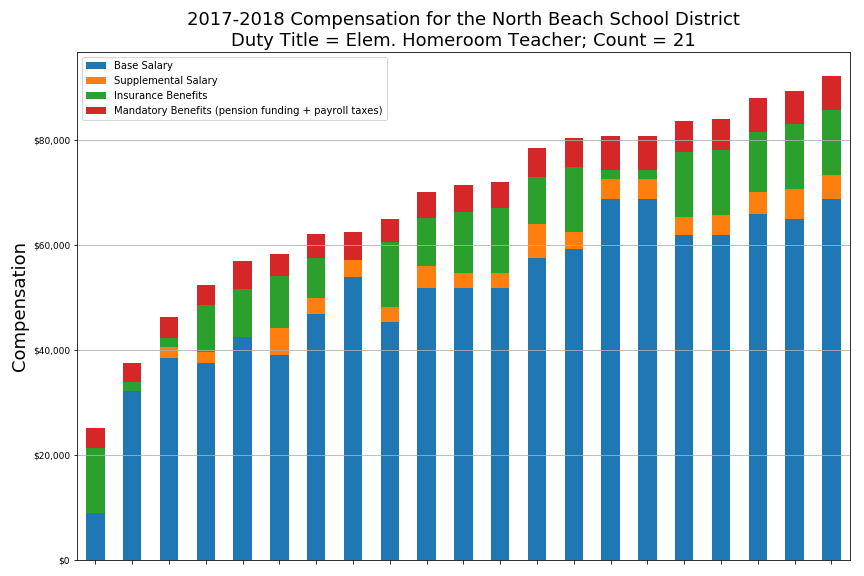 2017-2018 Compensation for the North Beach School District
Duty Title = Elem. Homeroom Teacher; Count = 21
Base Salary
Supplemental Salary
Insurance Benefits
Mandatory Benefits (pension funding + payroll taxes)
$80,000
$60,000
$40,000
$20,000
$0
Compensation